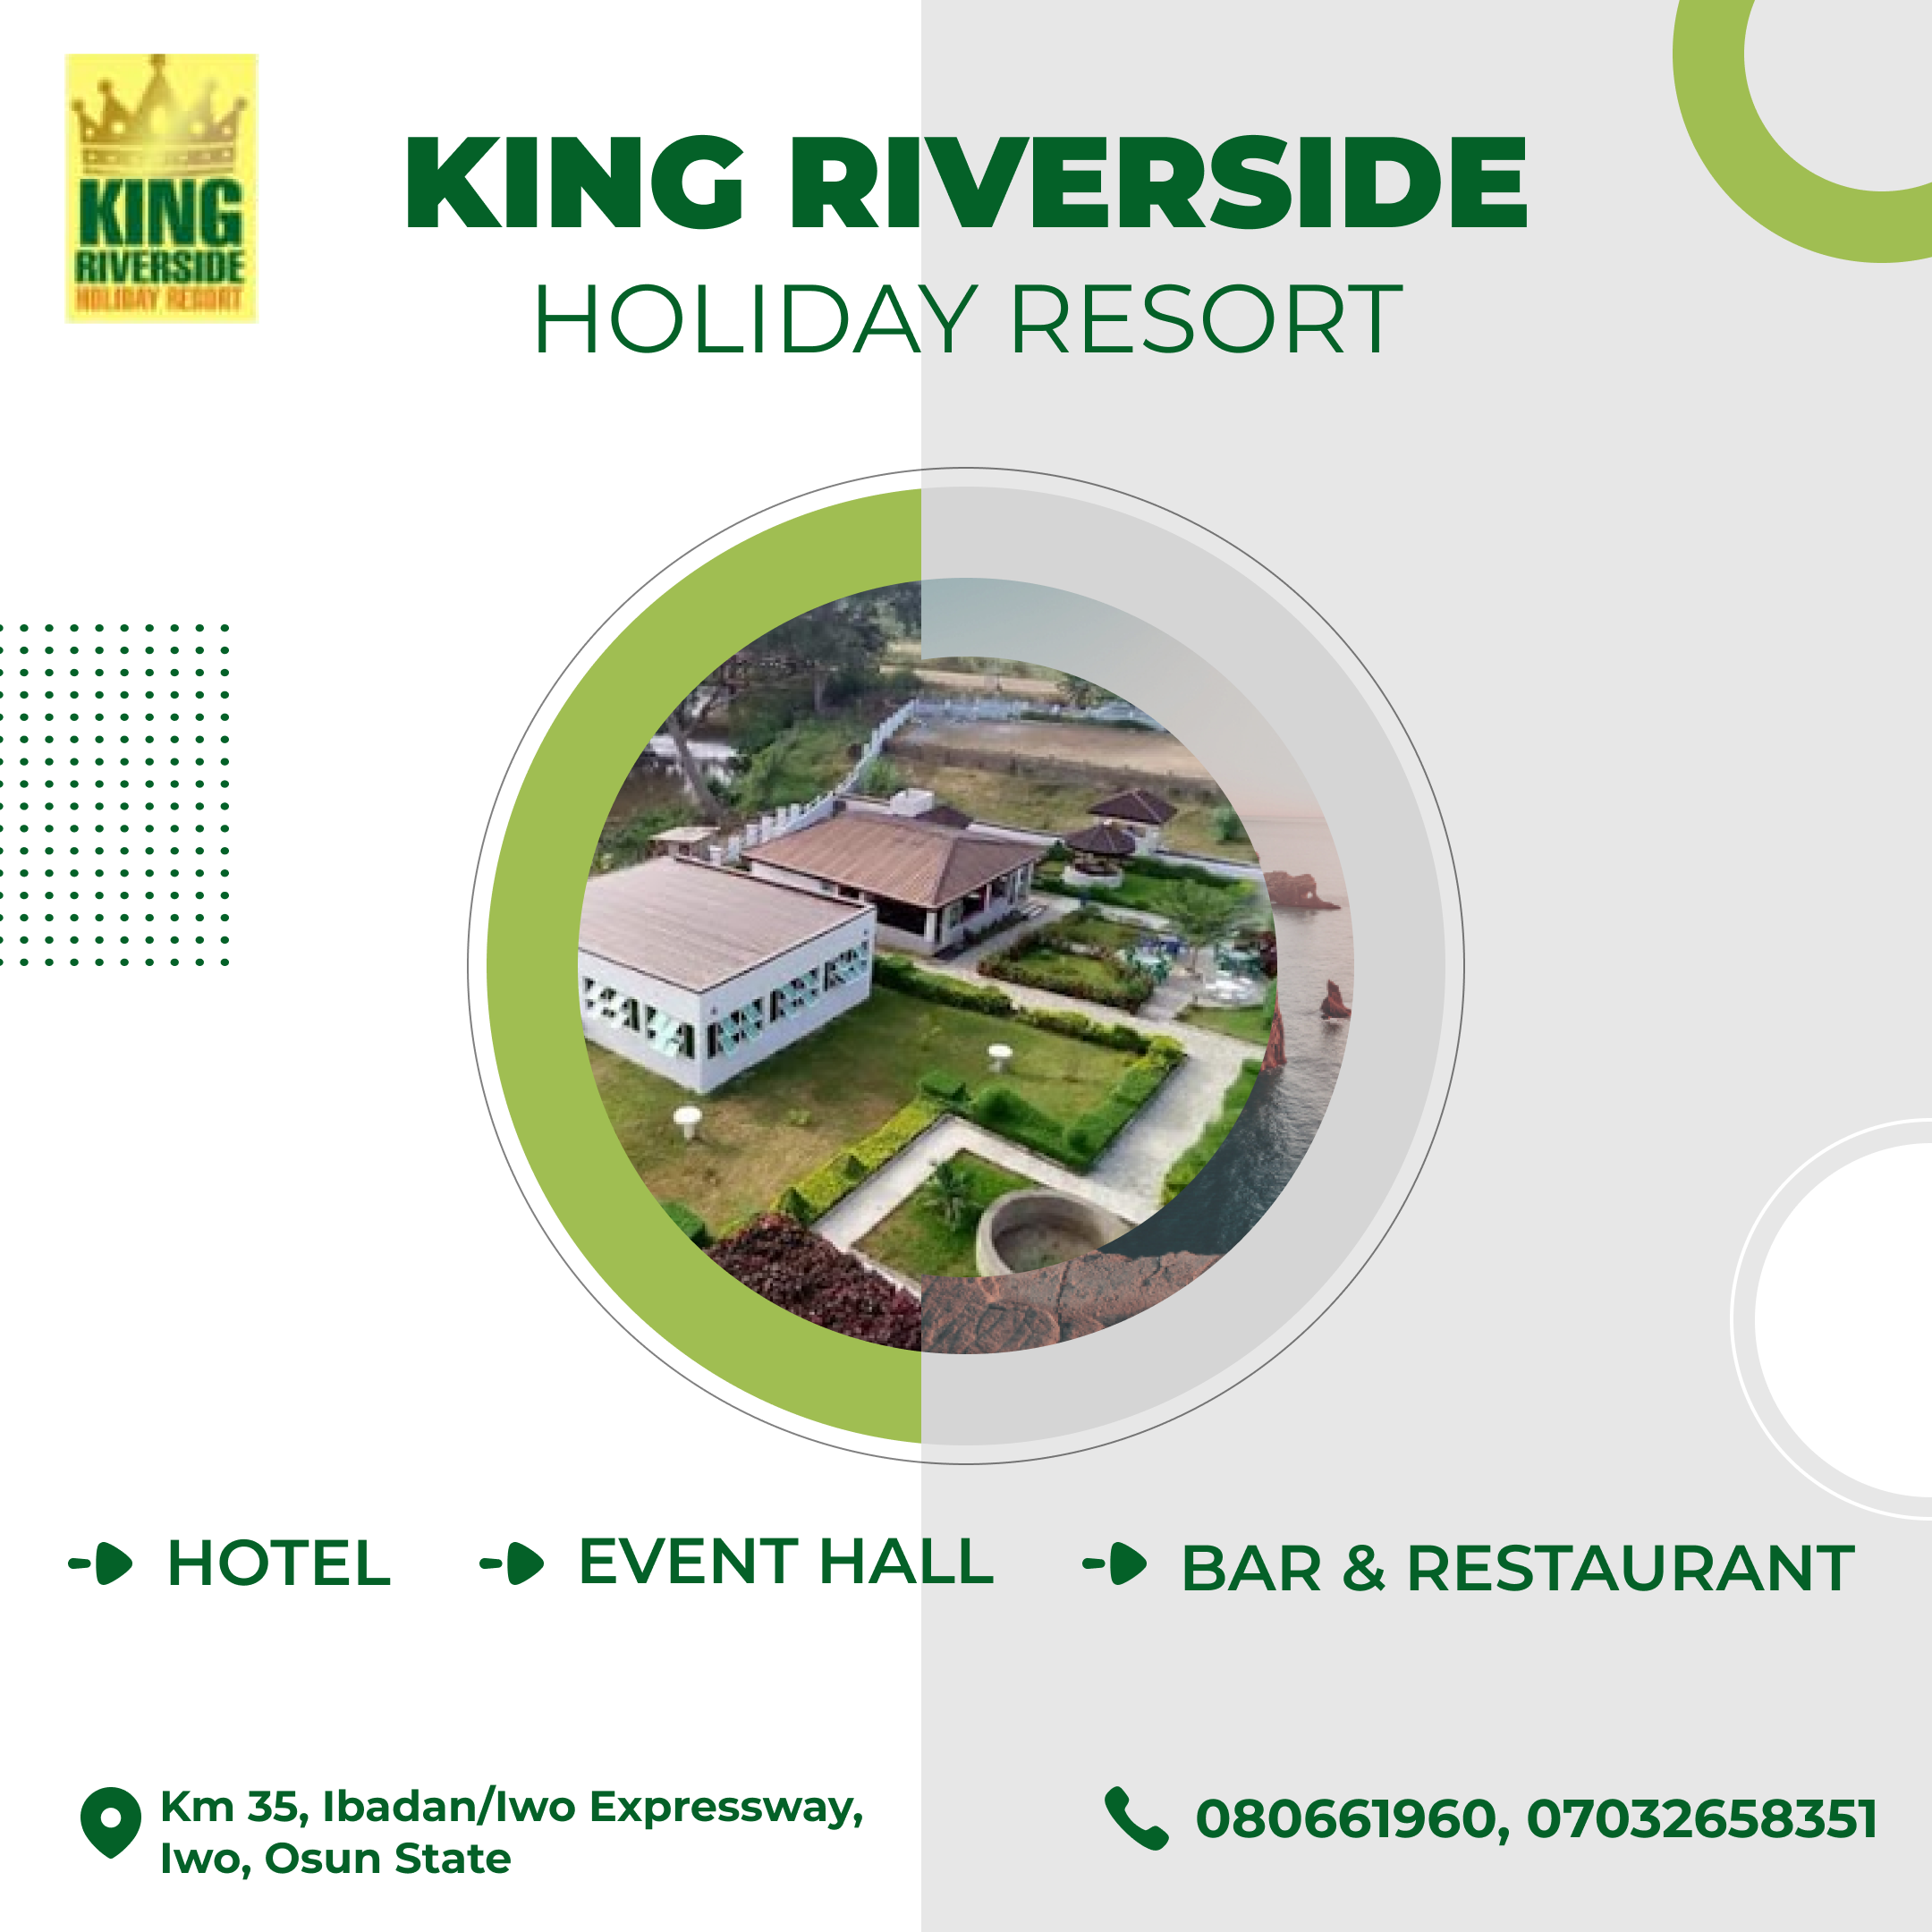 KING
RIVERSIDE
HOLIDAY RESORT
KING RIVERSIDE
HOLIDAY RESORT
HOTEL
EVENT HALL
BAR & RESTAURANT
Km 35, Ibadan/Iwo Expressway,
Iwo, Osun State
080661960, 07032658351